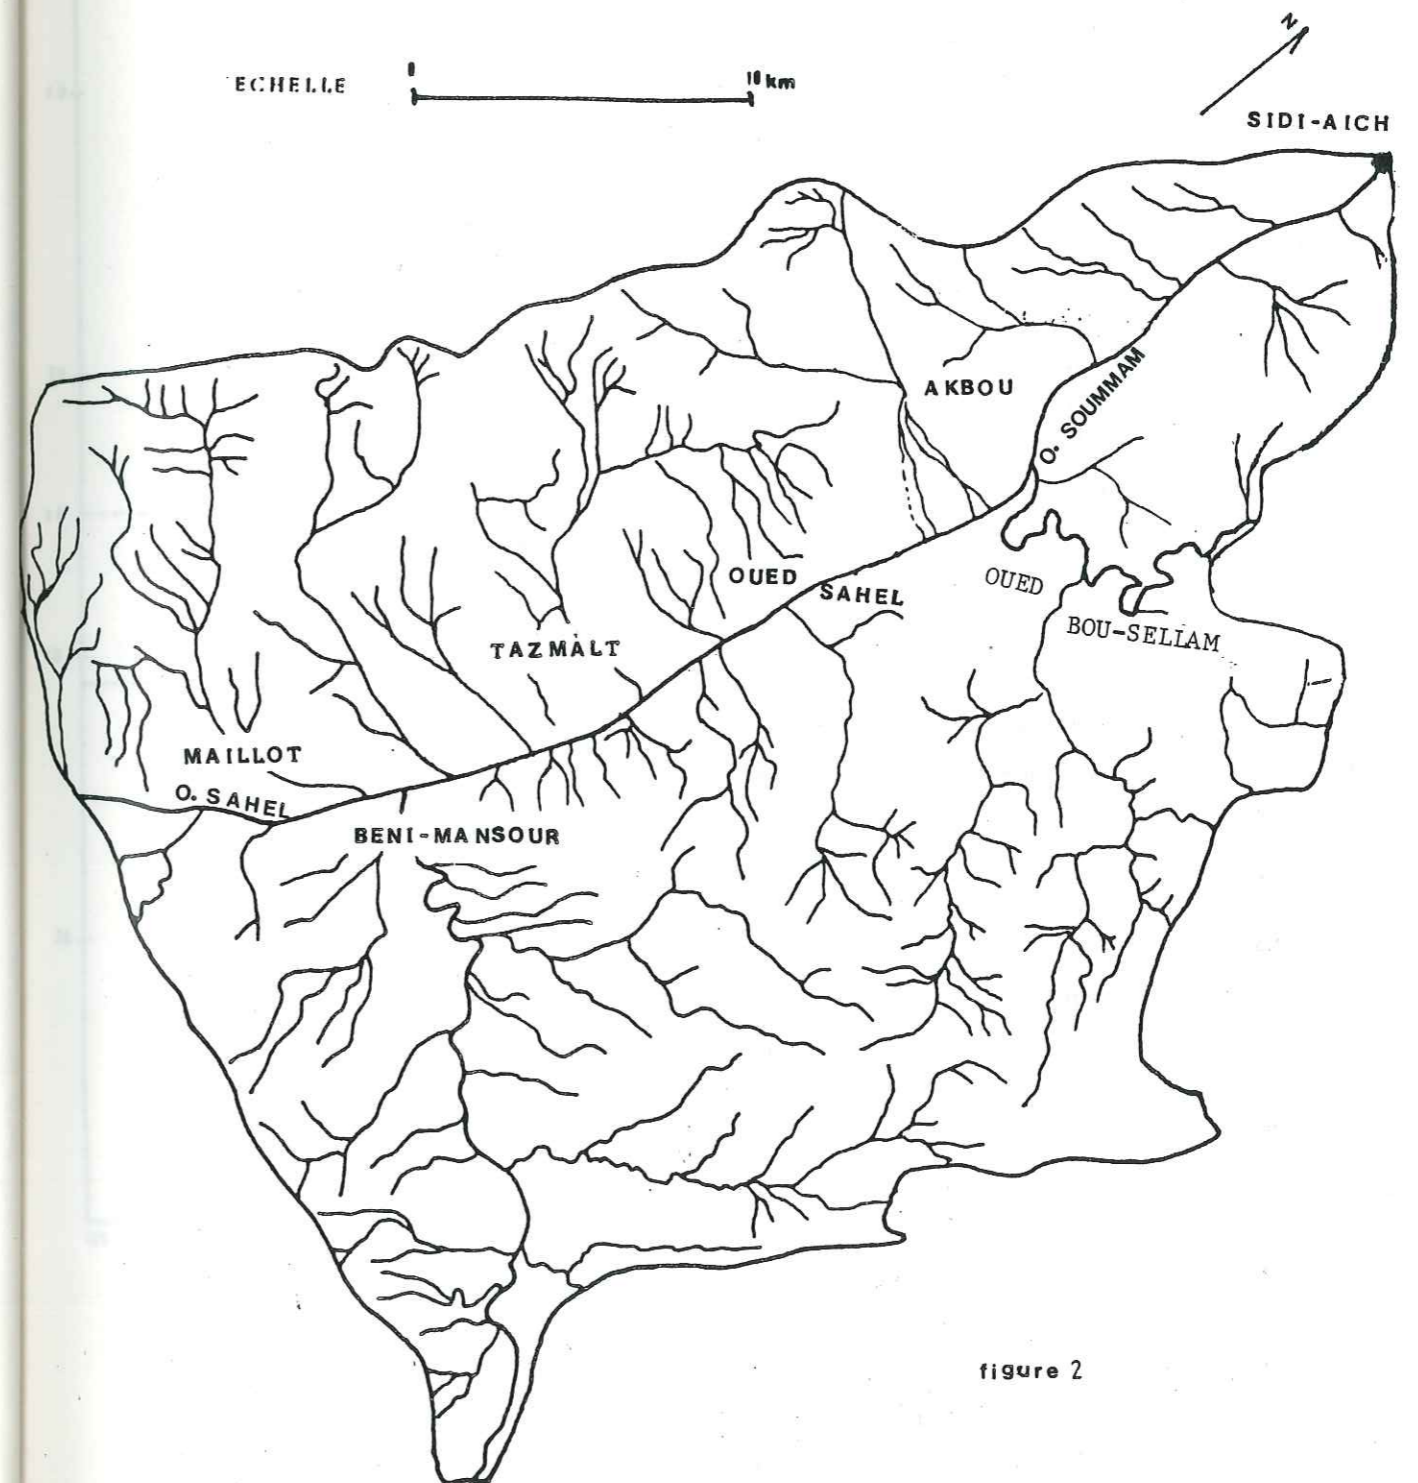 N
ECHELLE
0 10 km
SIDI-AICH
AKBOU
O. SOUMMAM
OUED SAHEL
OUED
BOU-SELLAM
TAZMALT
MAILLOT
O. SAHEL
BENI-MANSOUR
figure 2